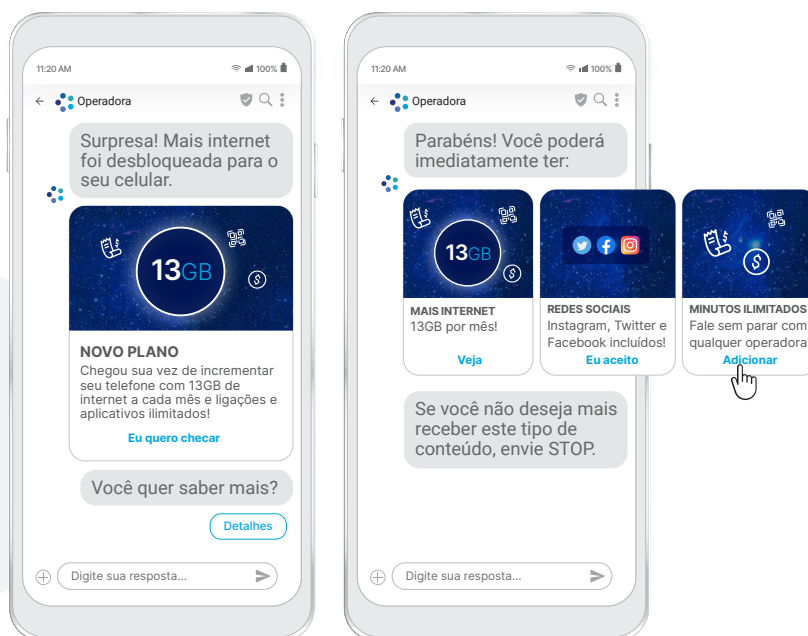 11:20 AM
100%
Operadora
Surpresa! Mais internet
foi desbloqueada para o
seu celular.
13GB
NOVO PLANO
Chegou sua vez de incrementar
seu telefone com 13GB de
internet a cada mês e ligações e
aplicativos ilimitados!
Eu quero checar
Você quer saber mais?
Detalhes
Digite sua resposta...
11:20 AM
100%
Operadora
Parabéns! Você poderá
imediatamente ter:
13GB
MAIS INTERNET
13GB por mês!
Veja
REDES SOCIAIS
Instagram, Twitter e
Facebook incluídos!
Eu aceito
MINUTOS ILIMITADOS
Fale sem parar com
qualquer operadora
Adicionar
Se você não deseja mais
receber este tipo de
conteúdo, envie STOP.
Digite sua resposta...